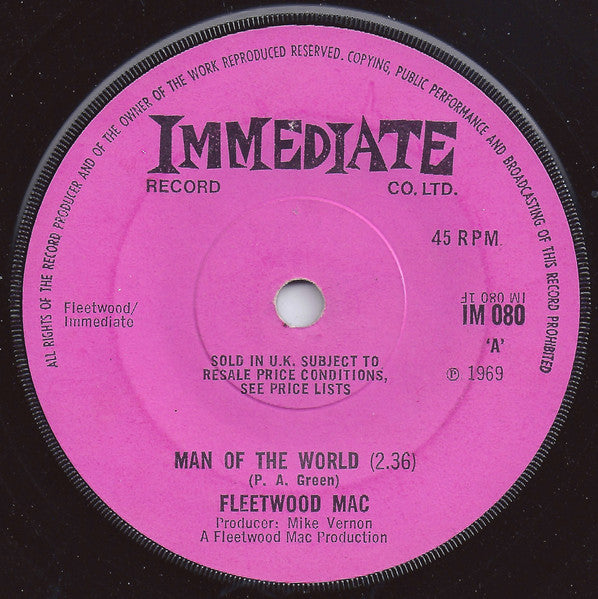 ALL RIGHTS OF THE RECORD PRODUCER AND OF THE OWNER OF THE WORK REPRODUCED RESERVED. COPYING, PUBLIC PERFORMANCE AND BROADCASTING OF THIS RECORD PROHIBITED
IMMEDIATE
RECORD CO. LTD.
45 RPM.
Fleetwood/
Immediate
IM 080 1F
IM 080
'A'
℗ 1969
SOLD IN U.K. SUBJECT TO
RESALE PRICE CONDITIONS,
SEE PRICE LISTS
MAN OF THE WORLD (2.36)
(P. A. Green)
FLEETWOOD MAC
Producer: Mike Vernon
A Fleetwood Mac Production